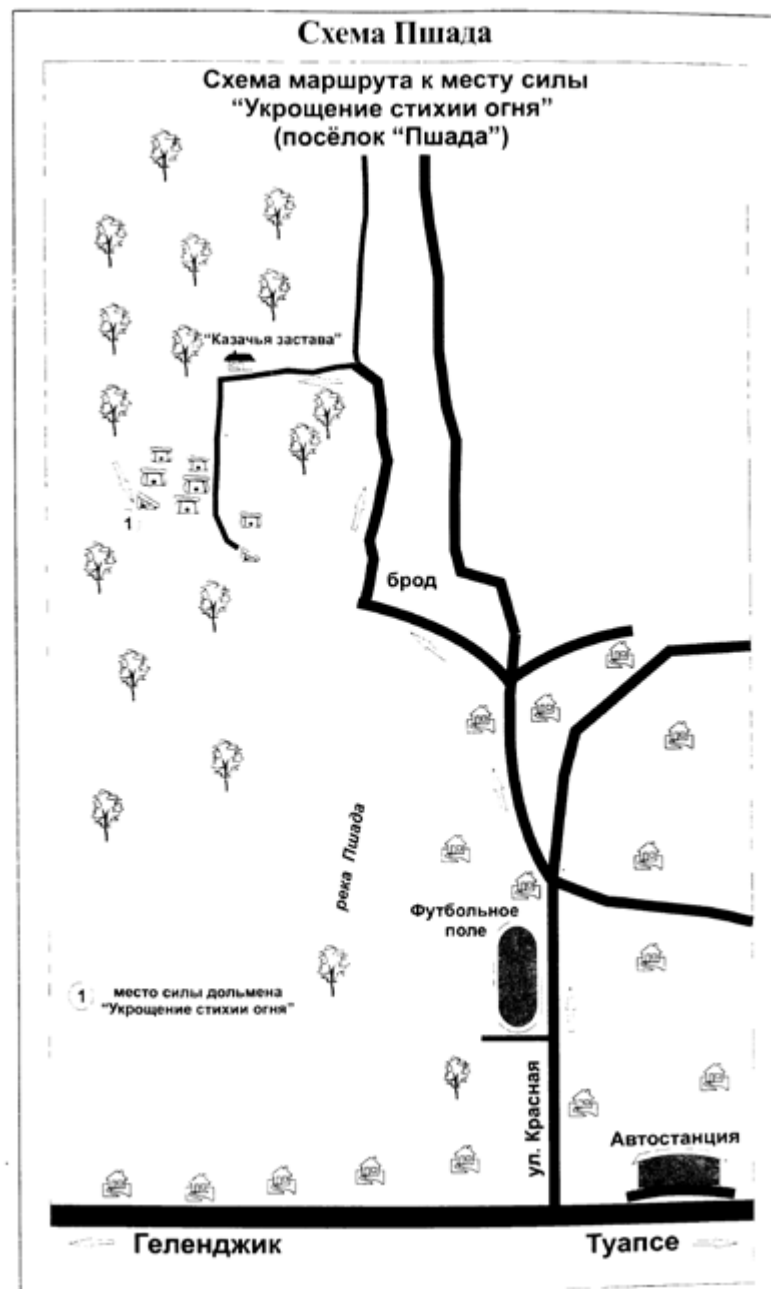 Схема Пшада
Схема маршрута к месту силы
“Укрощение стихии огня”
(посёлок “Пшада”)
“Казачья застава”
1
брод
река Пшада
Футбольное
поле
1 место силы дольмена
“Укрощение стихии огня”
ул. Красная
Автостанция
Геленджик
Туапсе